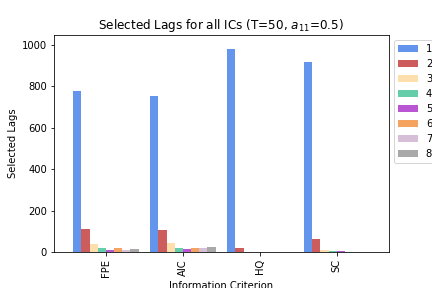 Selected Lags for all ICs (T=50, a₁₁=0.5)
1000
800
600
400
200
0
Selected Lags
FPE
AIC
HQ
SC
Information Criterion
1
2
3
4
5
6
7
8